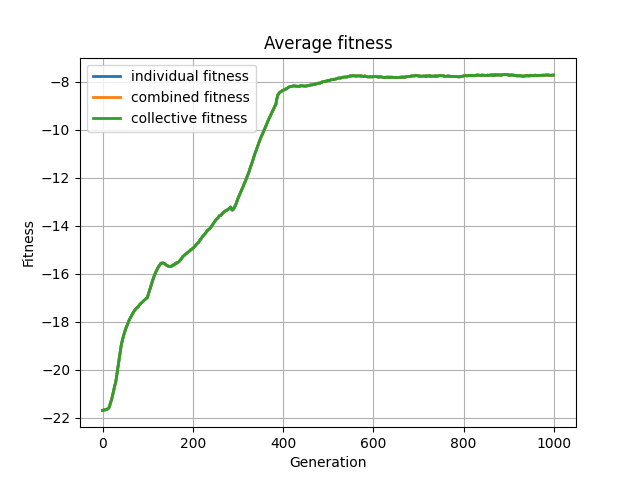 Average fitness
individual fitness
combined fitness
collective fitness
Fitness
−8
−10
−12
−14
−16
−18
−20
−22
0 200 400 600 800 1000
Generation